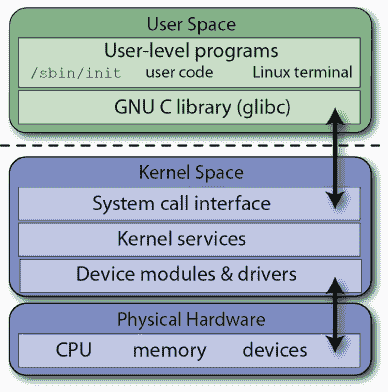 User Space
User-level programs
/sbin/init user code Linux terminal
GNU C library (glibc)
Kernel Space
System call interface
Kernel services
Device modules & drivers
Physical Hardware
CPU memory devices